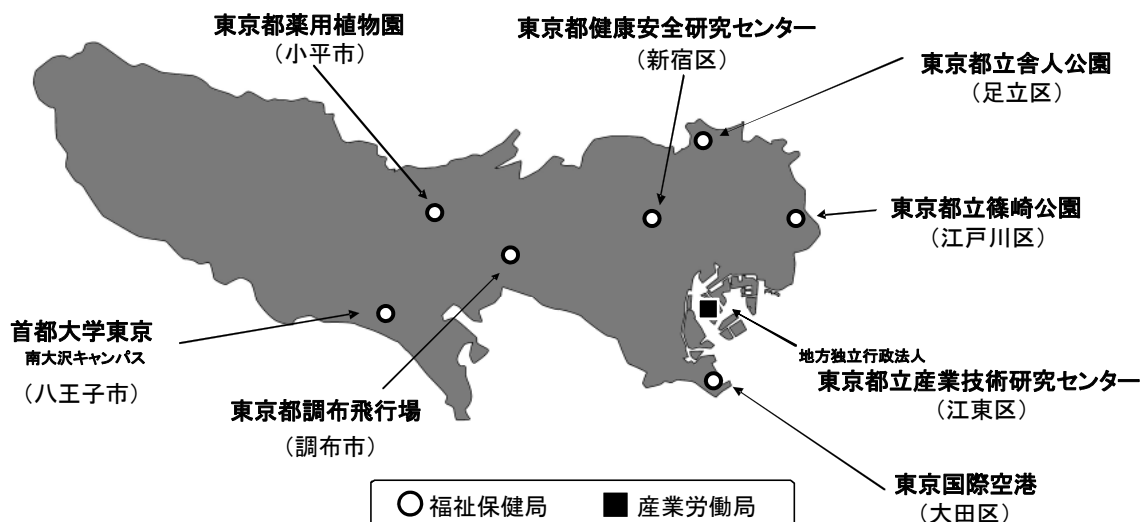 東京都薬用植物園
（小平市）
東京都健康安全研究センター
（新宿区）
東京都立舎人公園
（足立区）
東京都立篠崎公園
（江戸川区）
首都大学東京
南大沢キャンパス
（八王子市）
東京都調布飛行場
（調布市）
地方独立行政法人
東京都立産業技術研究センター
（江東区）
東京国際空港
（大田区）
福祉保健局 産業労働局